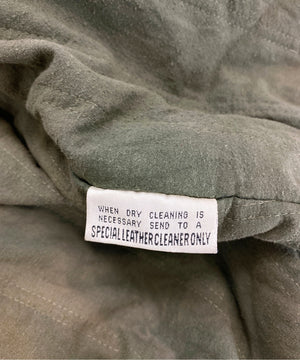 WHEN DRY CLEANING IS
NECESSARY SEND TO A
SPECIAL LEATHER CLEANER ONLY